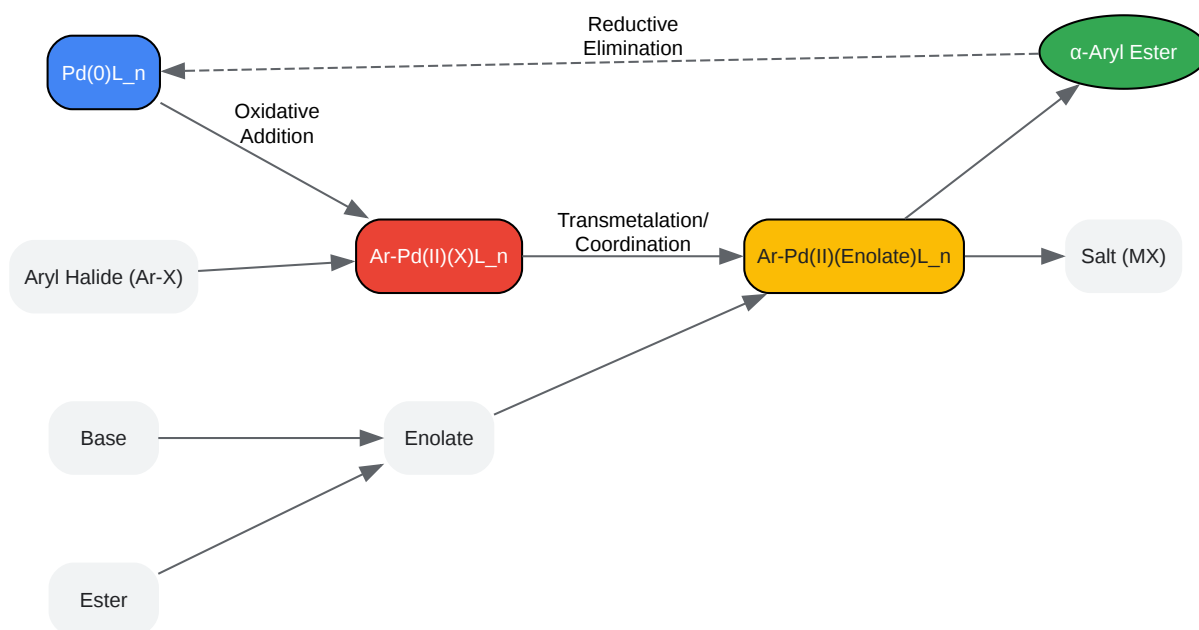 Reductive
Elimination
α-Aryl Ester
Pd(0)L_n
Oxidative
Addition
Transmetalation/
Coordination
Aryl Halide (Ar-X)
Ar-Pd(II)(X)L_n
Ar-Pd(II)(Enolate)L_n
Salt (MX)
Base
Enolate
Ester